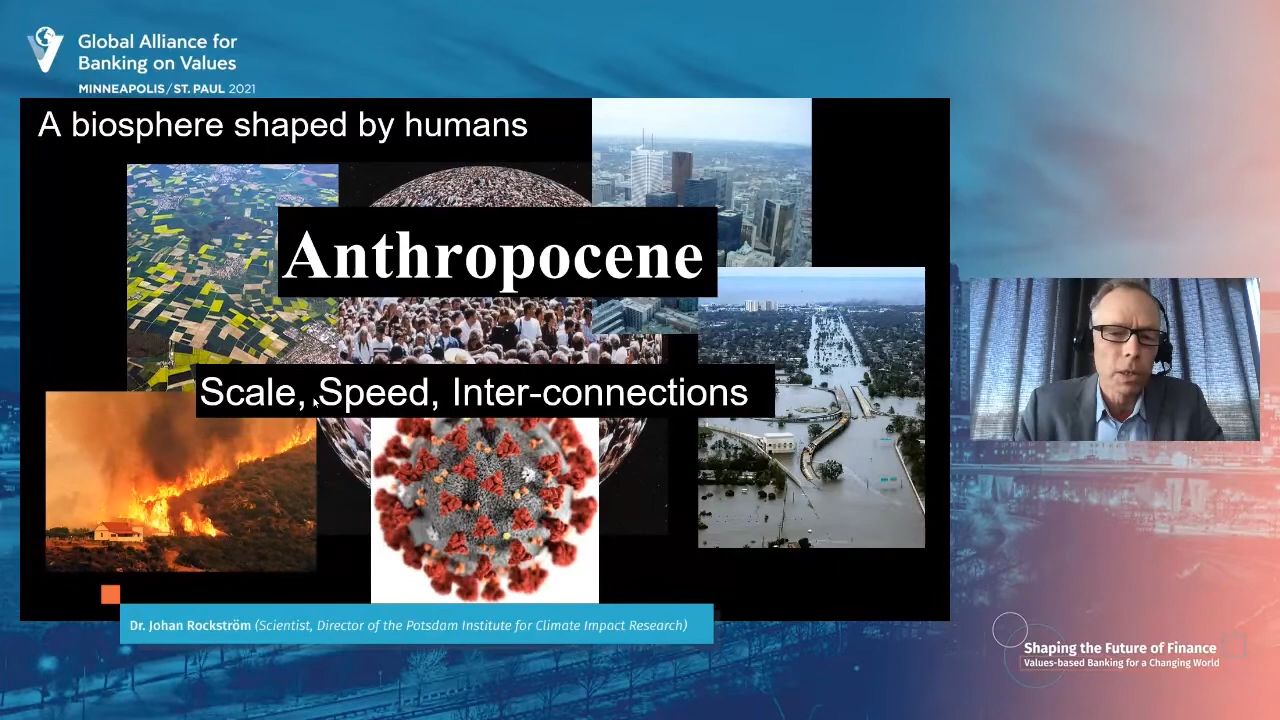 Global Alliance for
Banking on Values
MINNEAPOLIS / ST. PAUL 2021
A biosphere shaped by humans
Anthropocene
Scale, Speed, Inter-connections
Dr. Johan Rockström (Scientist, Director of the Potsdam Institute for Climate Impact Research)
Shaping the Future of Finance
Values-based Banking for a Changing World